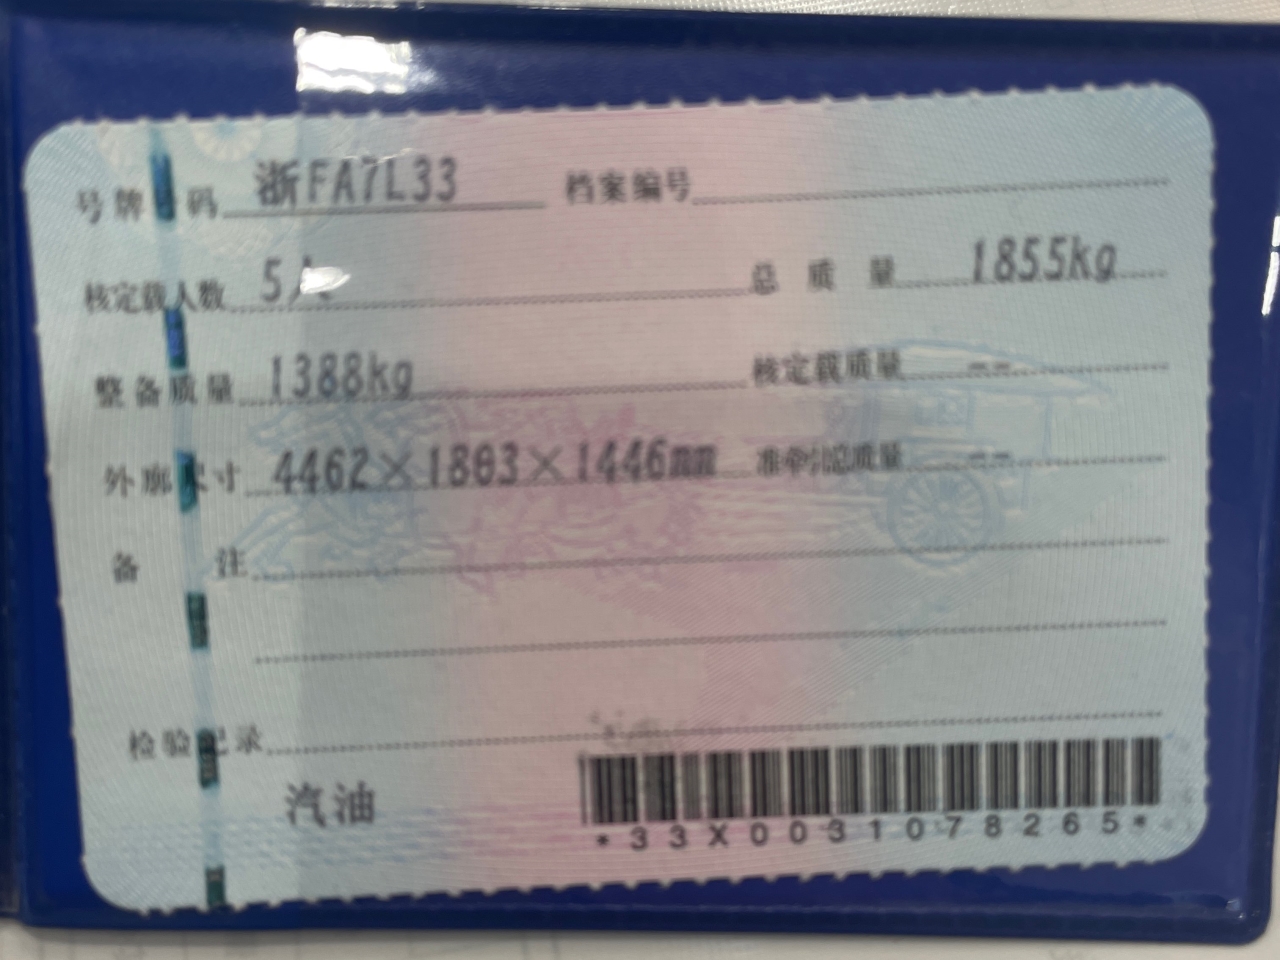 号牌号码 浙FA7L33 档案编号
核定载人数 5人 总质量 1855kg
整备质量 1388kg 核定载质量 --
外廓尺寸 4462×1803×1446mm 准牵引总质量 --
备注
检验记录
汽油
*33X0031078265*